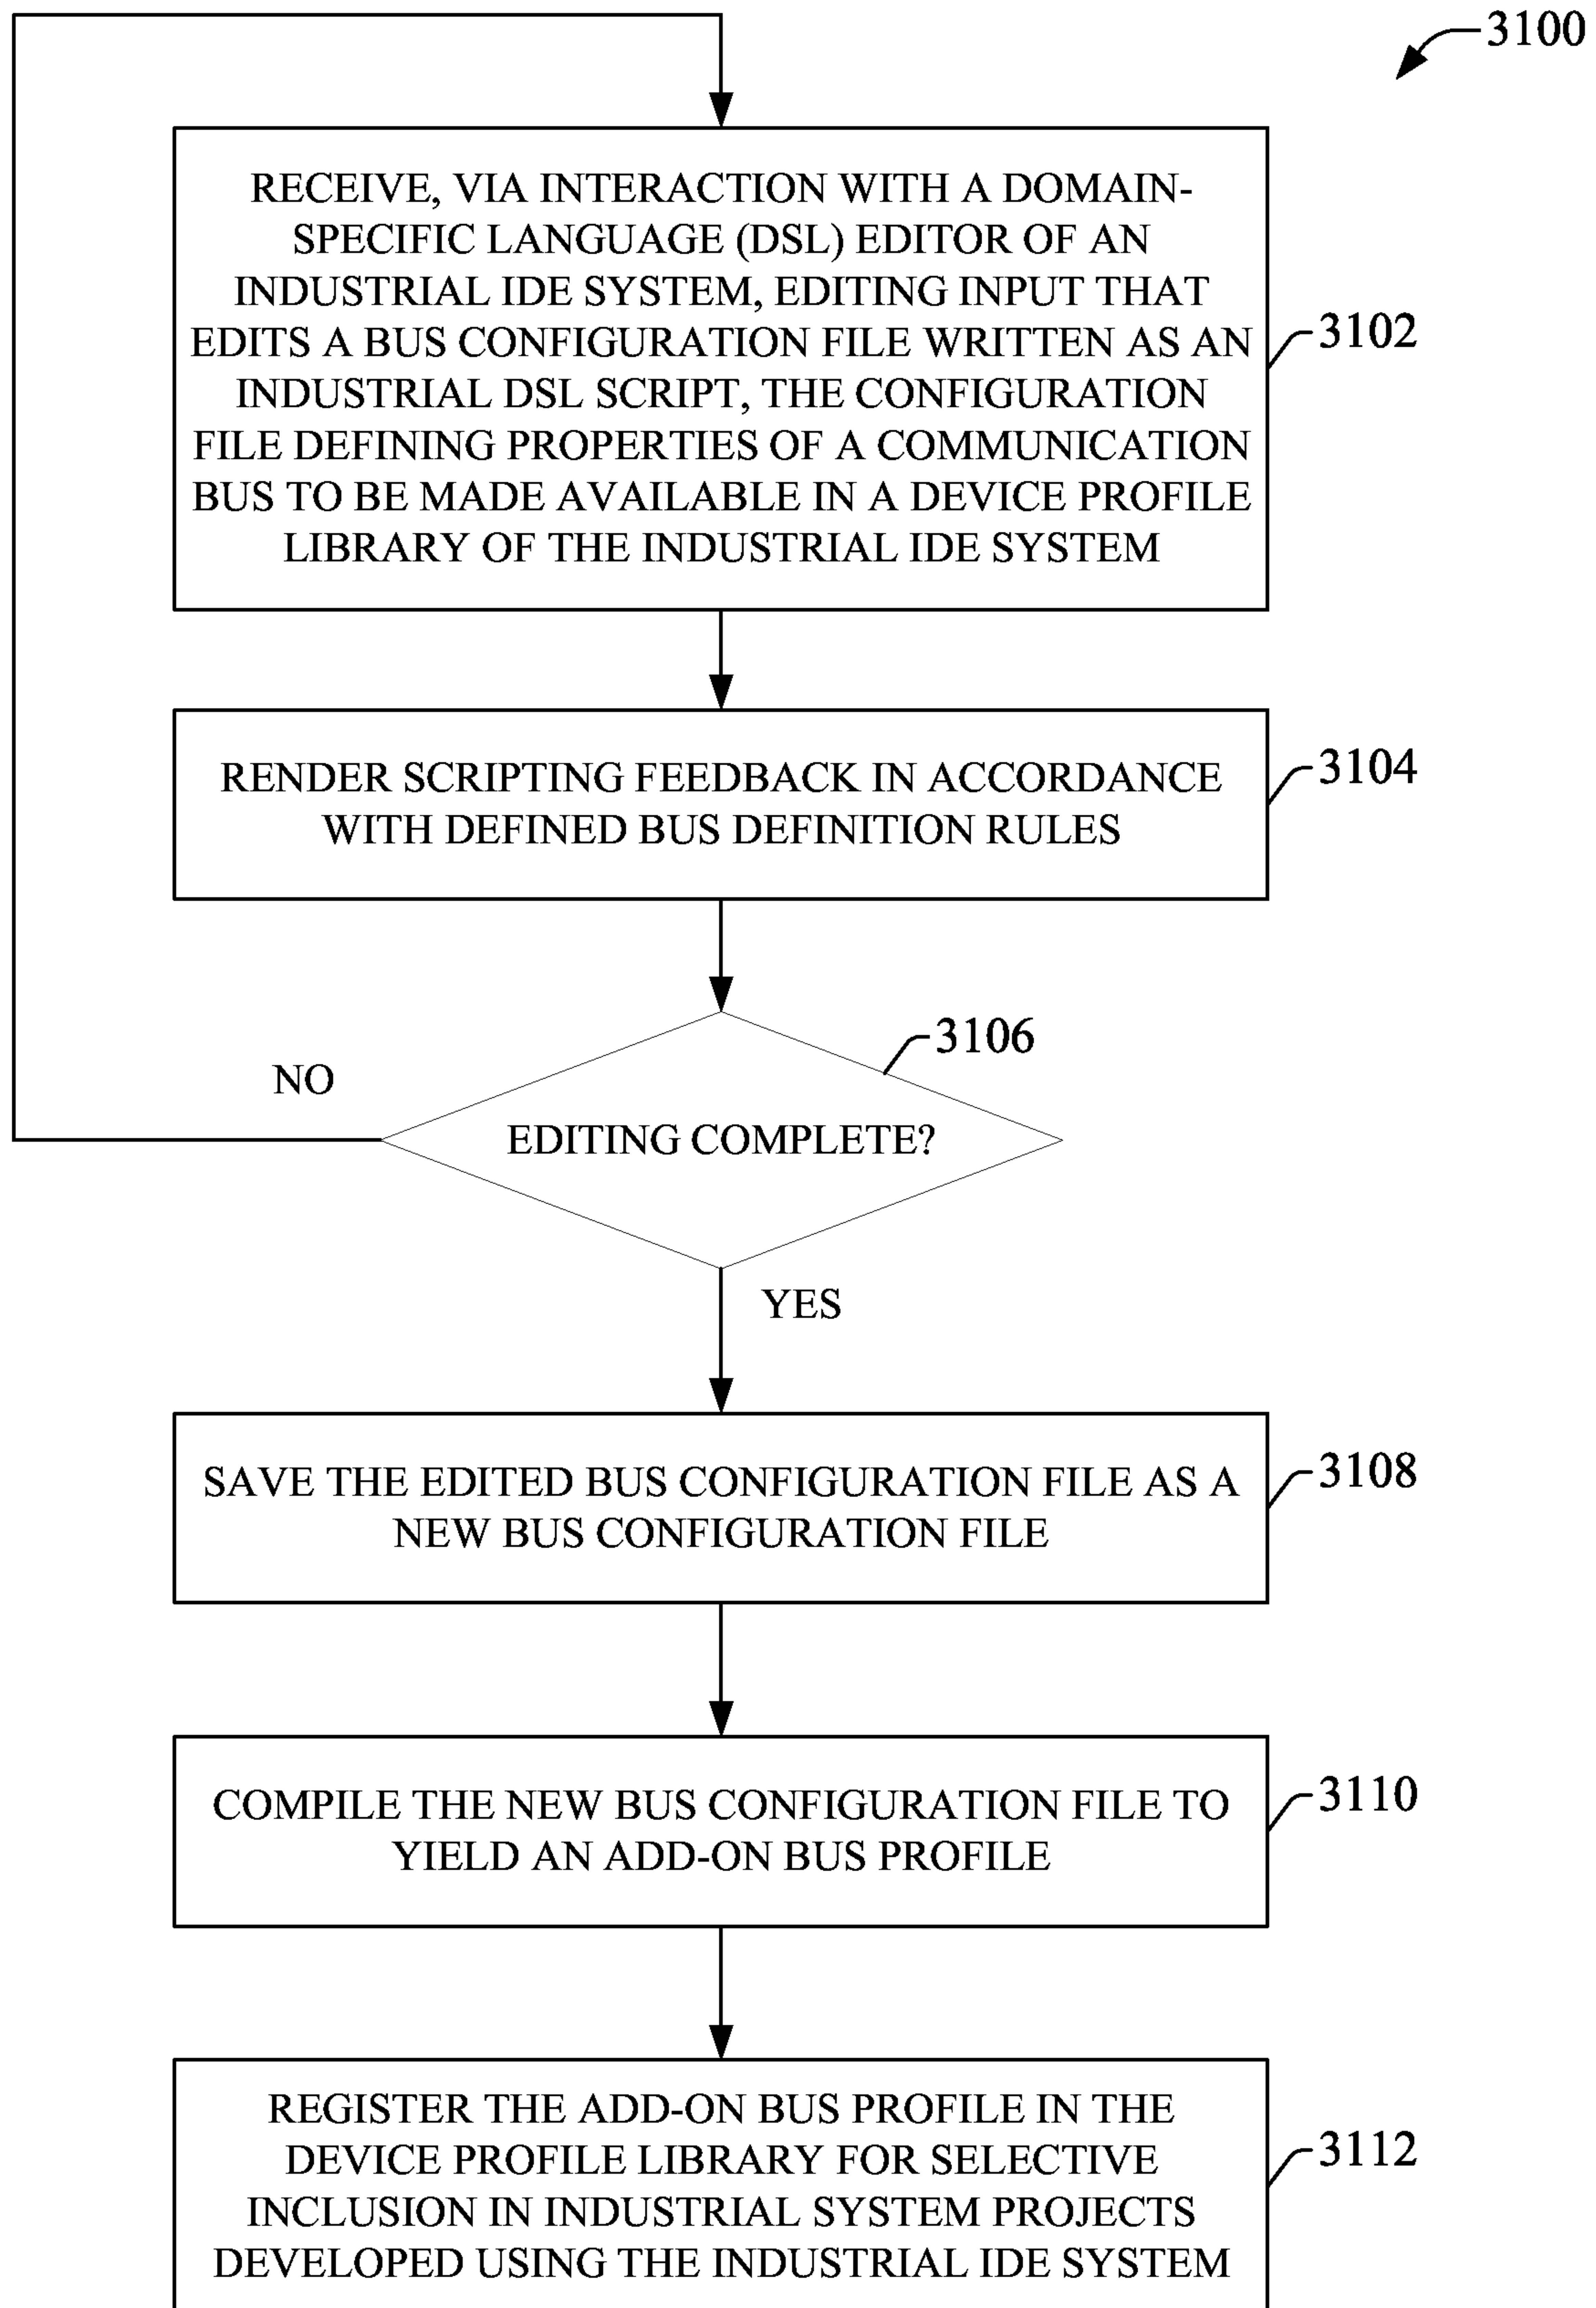 3100
RECEIVE, VIA INTERACTION WITH A DOMAIN-
SPECIFIC LANGUAGE (DSL) EDITOR OF AN
INDUSTRIAL IDE SYSTEM, EDITING INPUT THAT
EDITS A BUS CONFIGURATION FILE WRITTEN AS AN
INDUSTRIAL DSL SCRIPT, THE CONFIGURATION
FILE DEFINING PROPERTIES OF A COMMUNICATION
BUS TO BE MADE AVAILABLE IN A DEVICE PROFILE
LIBRARY OF THE INDUSTRIAL IDE SYSTEM
3102
RENDER SCRIPTING FEEDBACK IN ACCORDANCE
WITH DEFINED BUS DEFINITION RULES
3104
3106
NO
EDITING COMPLETE?
YES
SAVE THE EDITED BUS CONFIGURATION FILE AS A
NEW BUS CONFIGURATION FILE
3108
COMPILE THE NEW BUS CONFIGURATION FILE TO
YIELD AN ADD-ON BUS PROFILE
3110
REGISTER THE ADD-ON BUS PROFILE IN THE
DEVICE PROFILE LIBRARY FOR SELECTIVE
INCLUSION IN INDUSTRIAL SYSTEM PROJECTS
DEVELOPED USING THE INDUSTRIAL IDE SYSTEM
3112